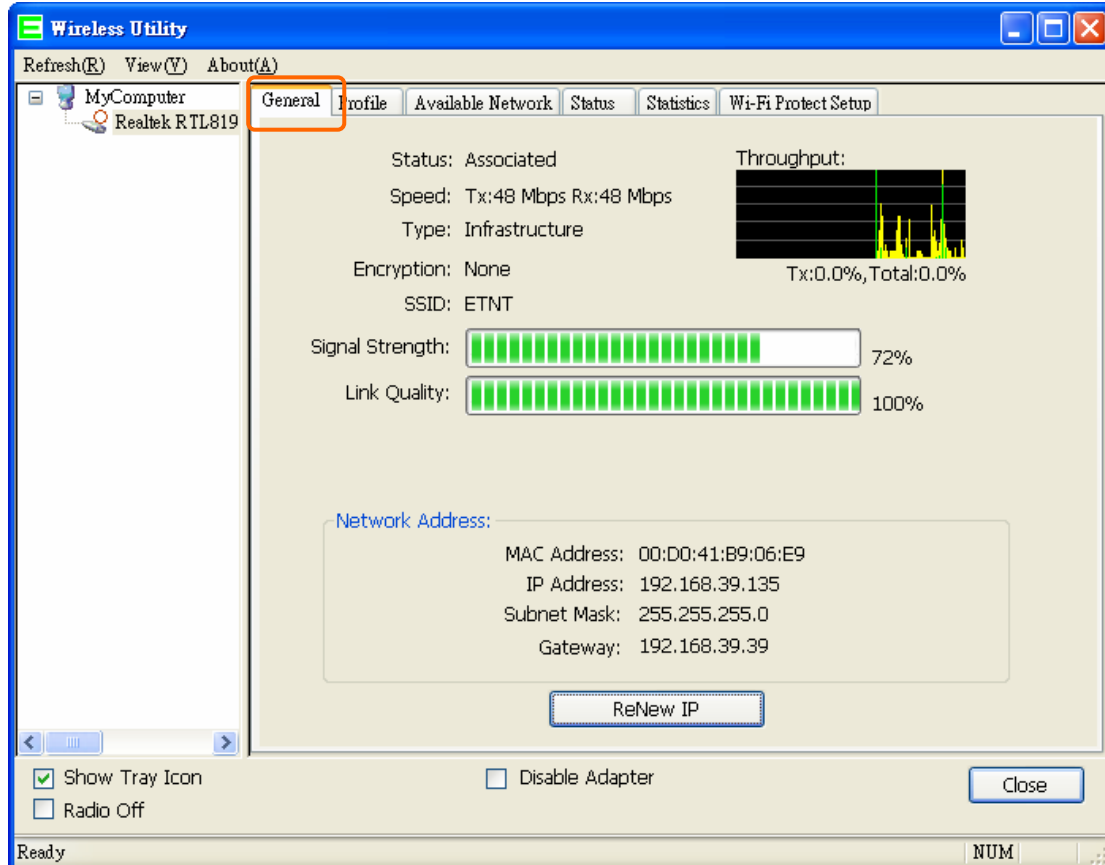 Wireless Utility
Refresh(R) View(V) About(A)
MyComputer
Realtek RTL819
General Profile Available Network Status Statistics Wi-Fi Protect Setup
Status: Associated
Speed: Tx:48 Mbps Rx:48 Mbps
Type: Infrastructure
Encryption: None
SSID: ETNT
Throughput:
Tx:0.0%,Total:0.0%
Signal Strength: 72%
Link Quality: 100%
Network Address:
MAC Address: 00:D0:41:B9:06:E9
IP Address: 192.168.39.135
Subnet Mask: 255.255.255.0
Gateway: 192.168.39.39
ReNew IP
Show Tray Icon
Radio Off
Disable Adapter
Close
Ready NUM